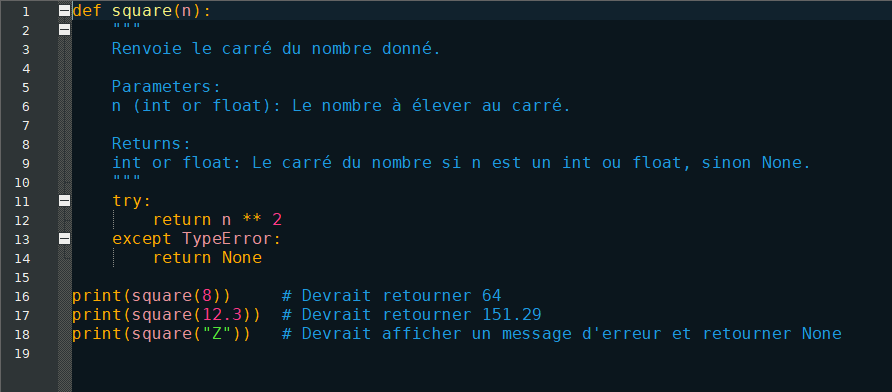 1 def square(n):
2     """
3     Renvoie le carré du nombre donné.
4
5     Parameters:
6     n (int or float): Le nombre à élever au carré.
7
8     Returns:
9     int or float: Le carré du nombre si n est un int ou float, sinon None.
10     """
11     try:
12         return n ** 2
13     except TypeError:
14         return None
15
16 print(square(8))     # Devrait retourner 64
17 print(square(12.3))  # Devrait retourner 151.29
18 print(square("Z"))   # Devrait afficher un message d'erreur et retourner None
19